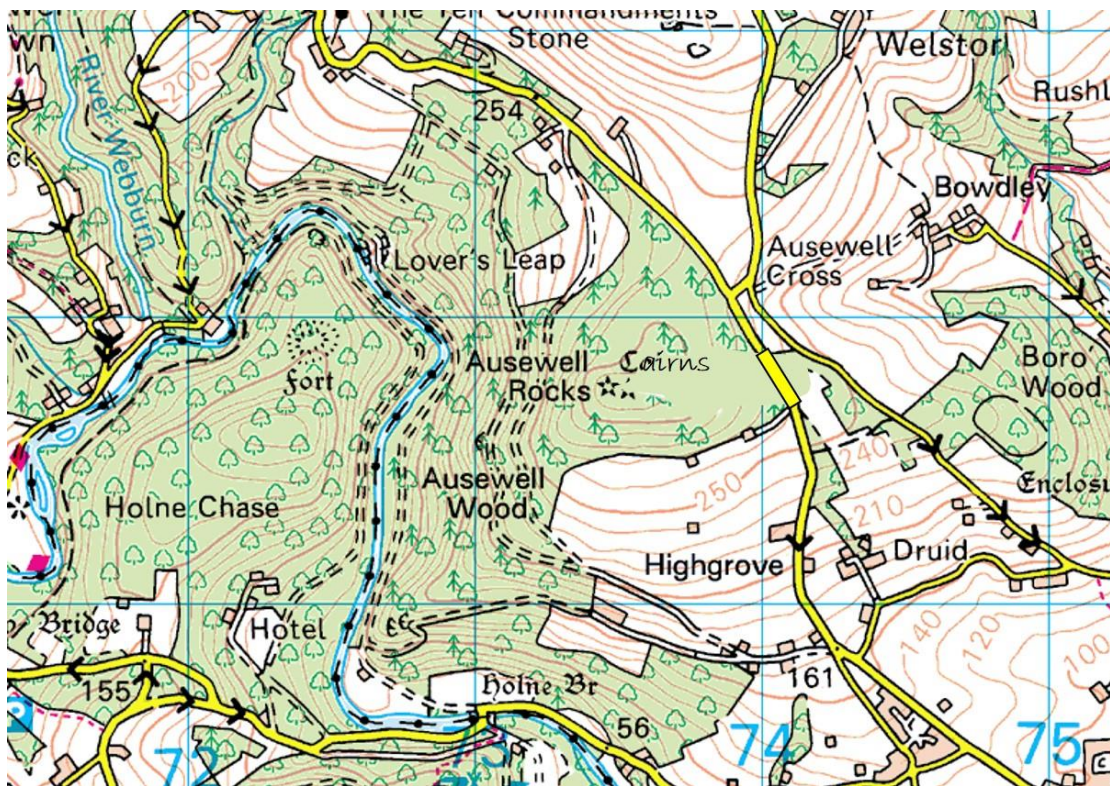 The Ten Commandments
Stone
Welstor
254
200
River Webburn
Bowdley
Ausewell
Cross
Lover's Leap
Ausewell
Rocks
Cairns
Fort
Boro
Wood
240
250
210
Ausewell
Wood
Holne Chase
Highgrove
Druid
Bridge
Hotel
140
120
100
155
Holne Br
161
56
72
73
74
75